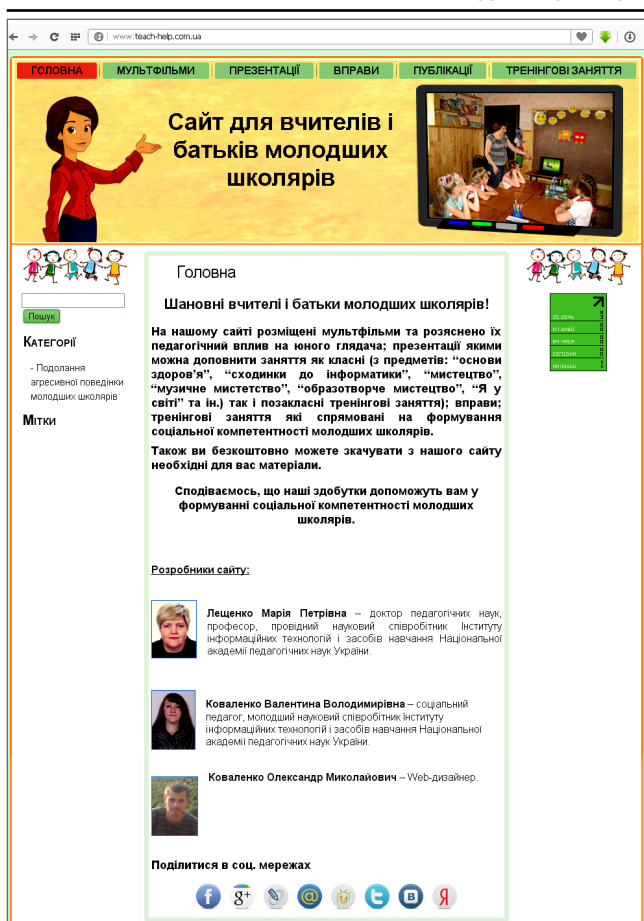 www.teach-help.com.ua
ГОЛОВНА МУЛЬТФІЛЬМИ ПРЕЗЕНТАЦІЇ ВПРАВИ ПУБЛІКАЦІЇ ТРЕНІНГОВІ ЗАНЯТТЯ
Сайт для вчителів і
батьків молодших
школярів
Пошук
Категорії
- Подолання
агресивної поведінки
молодших школярів
Мітки
Головна
Шановні вчителі і батьки молодших школярів!
На нашому сайті розміщені мультфільми та розяснено їх
педагогічний вплив на юного глядача; презентації якими
можна доповнити заняття як класні (з предметів: “основи
здоров'я”, “сходинки до інформатики”, “мистецтво”,
“музичне мистетство”, “образотворче мистецтво”, “Я у
світі” та ін.) так і позакласні тренінгові заняття); вправи;
тренінгові заняття які спрямовані на формування
соціальної компетентності молодших школярів.
Також ви безкоштовно можете скачувати з нашого сайту
необхідні для вас матеріали.
Сподіваємось, що наші здобутки допоможуть вам у
формуванні соціальної компетентності молодших
школярів.
Розробники сайту:
Лещенко Марія Петрівна – доктор педагогічних наук,
професор, провідний науковий співробітник Інституту
інформаційних технологій і засобів навчання Національної
академії педагогічних наук України.
Коваленко Валентина Володимирівна – соціальний
педагог, молодший науковий співробітник Інституту
інформаційних технологій і засобів навчання Національної
академії педагогічних наук України.
Коваленко Олександр Миколайович – Web-дизайнер.
Поділитися в соц. мережах